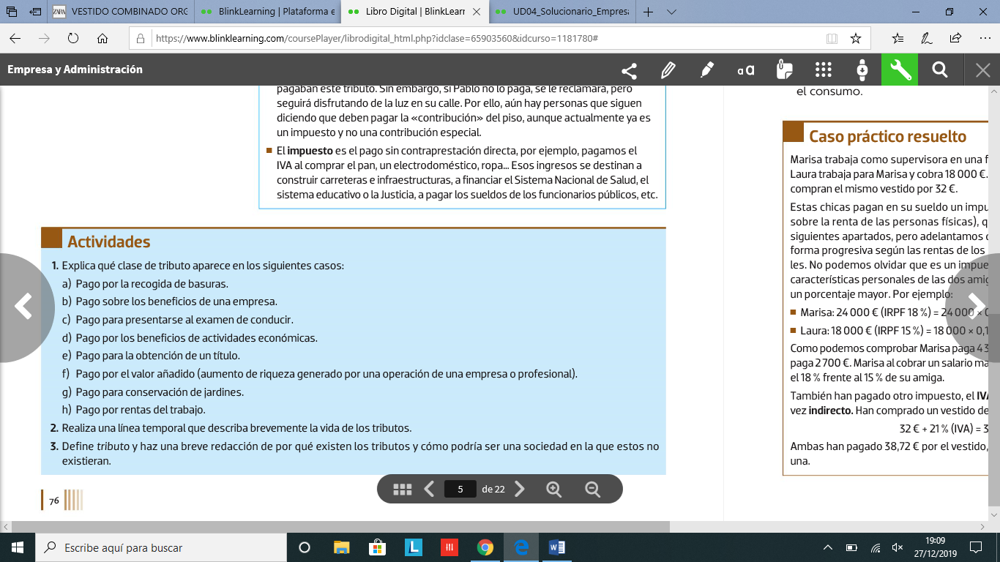 ZARA
VESTIDO COMBINADO ORG
BlinkLearning | Plataforma e
Libro Digital | BlinkLearr
UD04_Solucionario_Empresa
https://www.blinklearning.com/coursePlayer/librodigital_html.php?idclase=65903560&idcurso=1181780#
Empresa y Administración
aa
pagaban este tributo. Sin embargo, si Pablo no lo paga, se le reclamará, pero
seguirá disfrutando de la luz en su calle. Por ello, aún hay personas que siguen
diciendo que deben pagar la «contribución» del piso, aunque actualmente ya es
un impuesto y no una contribución especial.
El impuesto es el pago sin contraprestación directa, por ejemplo, pagamos el
IVA al comprar el pan, un electrodoméstico, ropa... Esos ingresos se destinan a
construir carreteras e infraestructuras, a financiar el Sistema Nacional de Salud, el
sistema educativo o la Justicia, a pagar los sueldos de los funcionarios públicos, etc.
Actividades
1. Explica qué clase de tributo aparece en los siguientes casos:
a) Pago por la recogida de basuras.
b) Pago sobre los beneficios de una empresa.
c) Pago para presentarse al examen de conducir.
d) Pago por los beneficios de actividades económicas.
e) Pago para la obtención de un título.
f) Pago por el valor añadido (aumento de riqueza generado por una operación de una empresa o profesional).
g) Pago para conservación de jardines.
h) Pago por rentas del trabajo.
2. Realiza una línea temporal que describa brevemente la vida de los tributos.
3. Define tributo y haz una breve redacción de por qué existen los tributos y cómo podría ser una sociedad en la que estos no
existieran.
76
el consumo.
Caso práctico resuelto
Marisa trabaja como supervisora en una f
Laura trabaja para Marisa y cobra 18 000 €.
compran el mismo vestido por 32 €.
Estas chicas pagan en su sueldo un impu
sobre la renta de las personas físicas), q
siguientes apartados, pero adelantamos
forma progresiva según las rentas de los
les. No podemos olvidar que es un impue
características personales de las dos amig
un porcentaje mayor. Por ejemplo:
Marisa: 24 000 € (IRPF 18 %) = 24 000 × 0
Laura: 18 000 € (IRPF 15 %) = 18 000 × 0,1
Como podemos comprobar Marisa paga 4 3
paga 2 700 €. Marisa al cobrar un salario ma
el 18 % frente al 15 % de su amiga.
También han pagado otro impuesto, el IVA
vez indirecto. Han comprado un vestido de
32 € + 21 % (IVA) = 3
Ambas han pagado 38,72 € por el vestido,
una.
5 de 22
Escribe aquí para buscar
19:09
27/12/2019